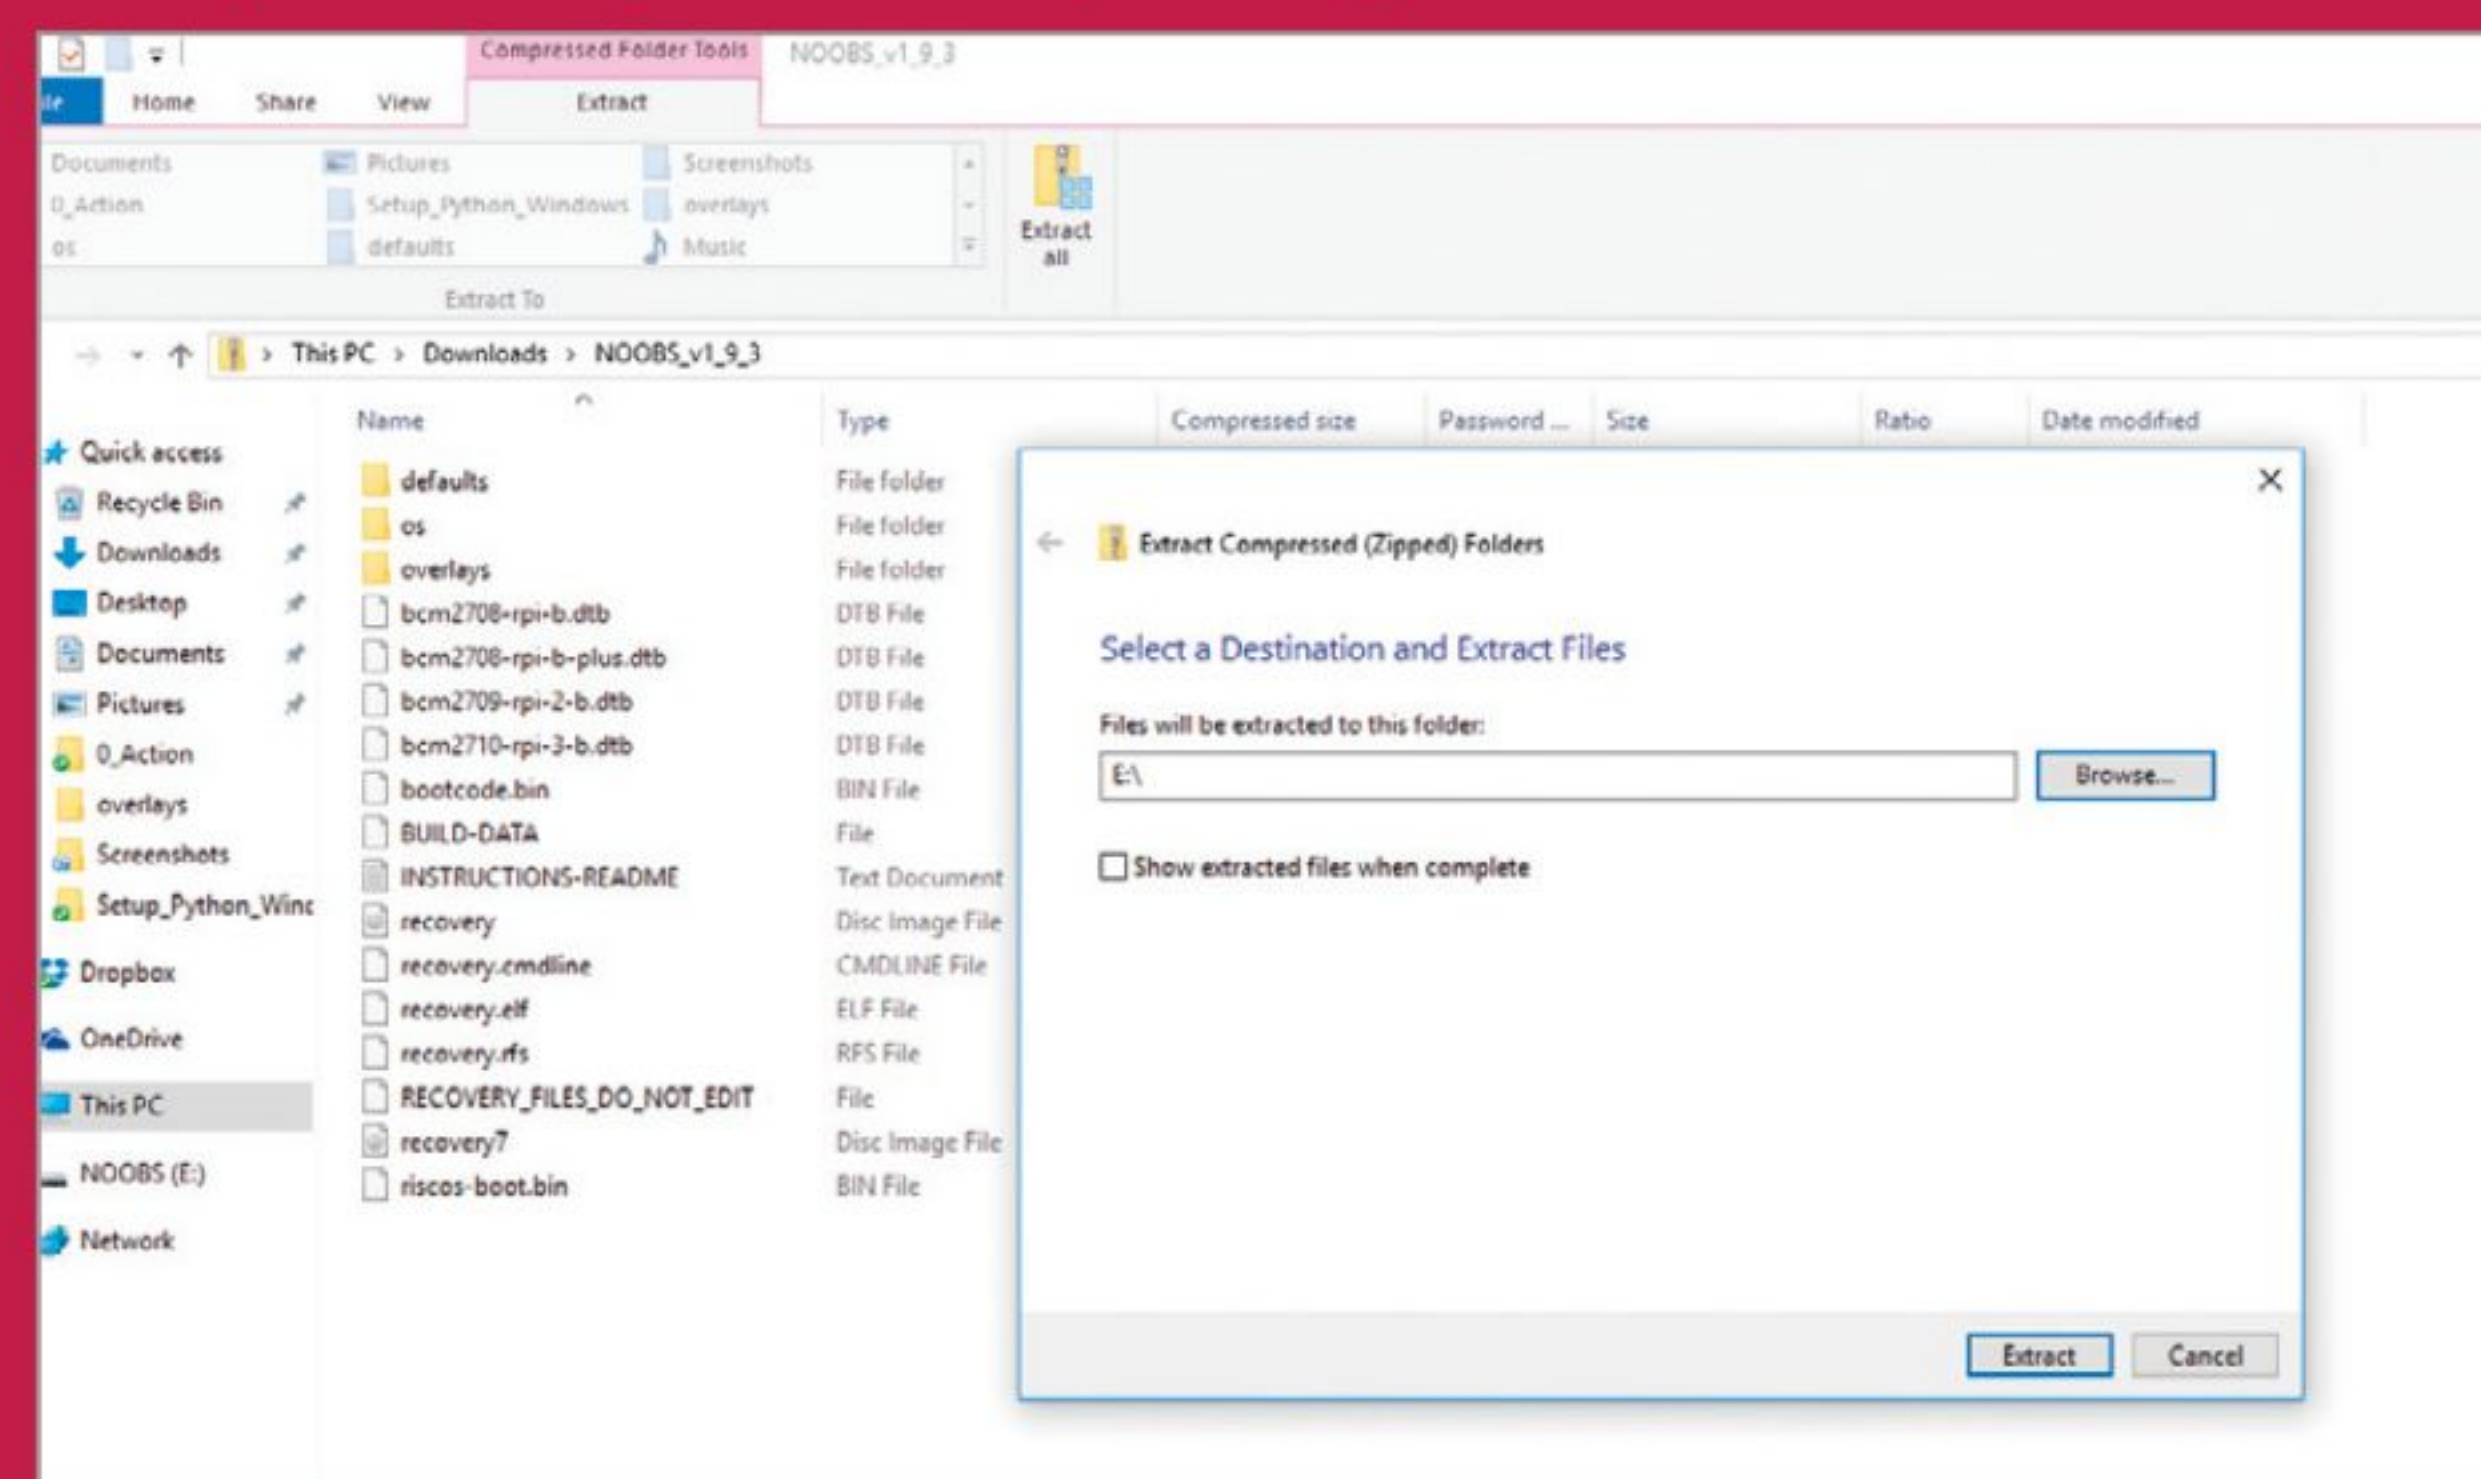 Compressed Folder Tools NOOBS_v1_9_3
le Home Share View Extract
Documents Pictures Screenshots
0_Action Setup_Python_Windows overlays
os defaults Music
Extract all
Extract To
This PC > Downloads > NOOBS_v1_9_3
Name Type Compressed size Password ... Size Ratio Date modified
Quick access
Recycle Bin
Downloads
Desktop
Documents
Pictures
0_Action
overlays
Screenshots
Setup_Python_Winc
Dropbox
OneDrive
This PC
NOOBS (E:)
Network
defaults File folder
os File folder
overlays File folder
bcm2708-rpi-b.dtb DTB File
bcm2708-rpi-b-plus.dtb DTB File
bcm2709-rpi-2-b.dtb DTB File
bcm2710-rpi-3-b.dtb DTB File
bootcode.bin BIN File
BUILD-DATA File
INSTRUCTIONS-README Text Document
recovery Disc Image File
recovery.cmdline CMDLINE File
recovery.elf ELF File
recovery.rfs RFS File
RECOVERY_FILES_DO_NOT_EDIT File
recovery7 Disc Image File
riscos-boot.bin BIN File
Extract Compressed (Zipped) Folders
Select a Destination and Extract Files
Files will be extracted to this folder:
E:\ Browse...
Show extracted files when complete
Extract Cancel